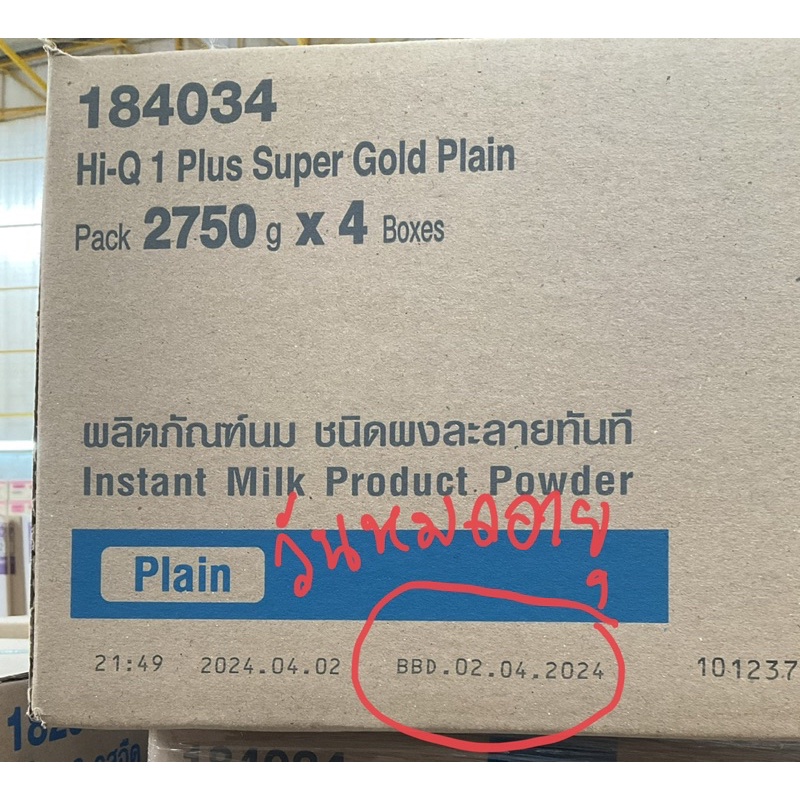 184034
Hi-Q 1 Plus Super Gold Plain
Pack 2750 g x 4 Boxes
ผลิตภัณฑ์นม ชนิดผงละลายทันที
Instant Milk Product Powder
วันหมดอายุ
Plain
21:49 2024.04.02 BBD.02.04.2024 101237
184034